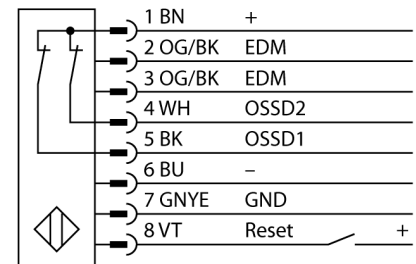 1 BN +
2 OG/BK EDM
3 OG/BK EDM
4 WH OSSD2
5 BK OSSD1
6 BU –
7 GNYE GND
8 VT Reset +